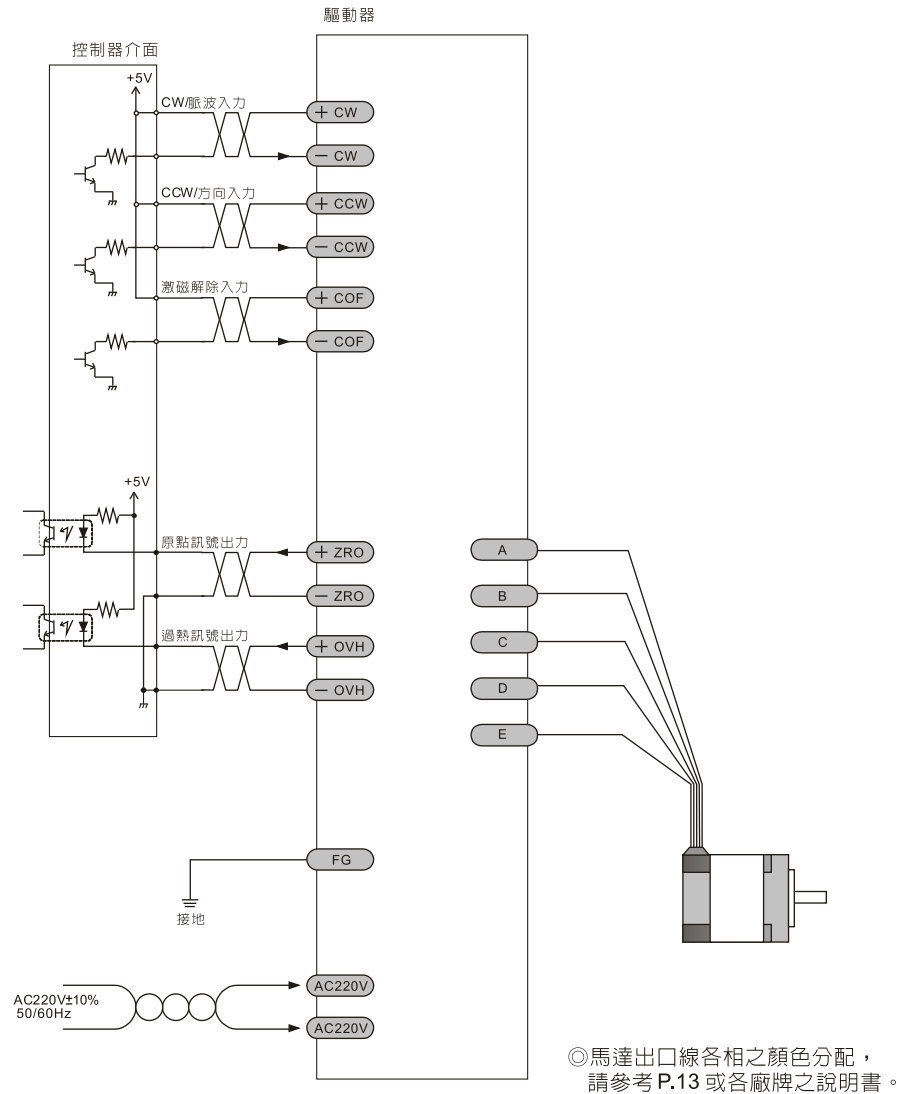 驅動器
控制器介面
+5V
CW/脈波入力
+ CW
− CW
CCW/方向入力
+ CCW
− CCW
激磁解除入力
+ COF
− COF
+5V
原點訊號出力
+ ZRO
− ZRO
過熱訊號出力
+ OVH
− OVH
A
B
C
D
E
FG
接地
AC220V±10%
50/60Hz
AC220V
AC220V
◎馬達出口線各相之顏色分配，
請參考 P.13 或各廠牌之說明書。